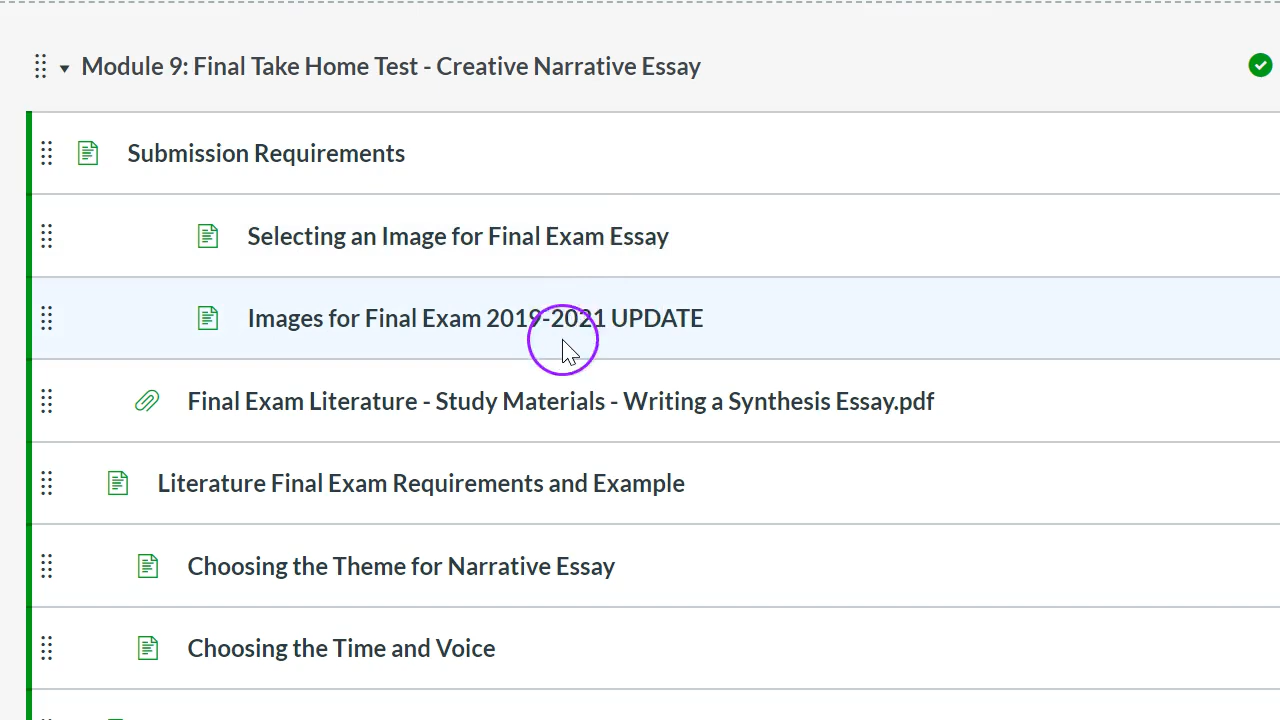 Module 9: Final Take Home Test - Creative Narrative Essay
Submission Requirements
Selecting an Image for Final Exam Essay
Images for Final Exam 2019-2021 UPDATE
Final Exam Literature - Study Materials - Writing a Synthesis Essay.pdf
Literature Final Exam Requirements and Example
Choosing the Theme for Narrative Essay
Choosing the Time and Voice